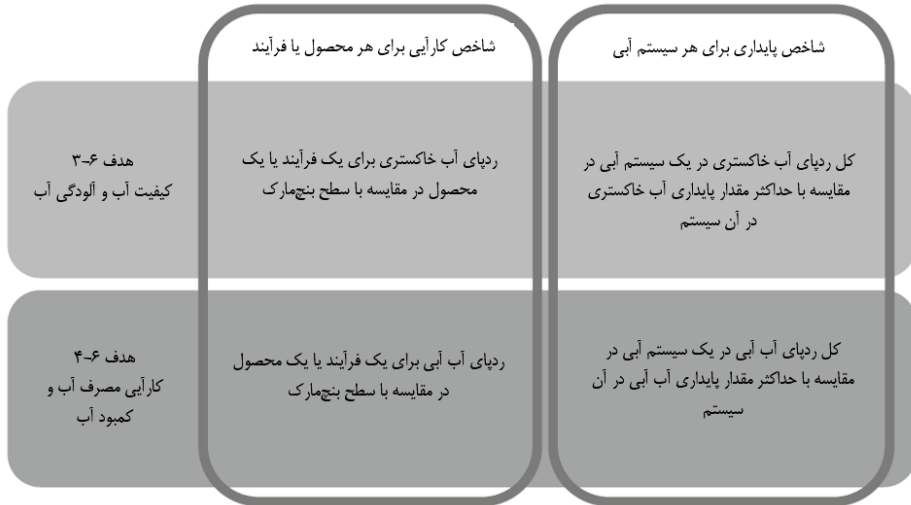 شاخص پایداری برای هر سیستم آبی
شاخص کارآیی برای هر محصول یا فرآیند
کل ردپای آب خاکستری در یک سیستم آبی در
مقایسه با حداکثر مقدار پایداری آب خاکستری
در آن سیستم
ردپای آب خاکستری برای یک فرآیند یا یک
محصول در مقایسه با سطح بنچ‌مارک
هدف ۶-۳
کیفیت آب و آلودگی آب
کل ردپای آب آبی در یک سیستم آبی در
مقایسه با حداکثر مقدار پایداری آب آبی در آن
سیستم
ردپای آب آبی برای یک فرآیند یا یک محصول
در مقایسه با سطح بنچ‌مارک
هدف ۶-۴
کارآیی مصرف آب و
کمبود آب